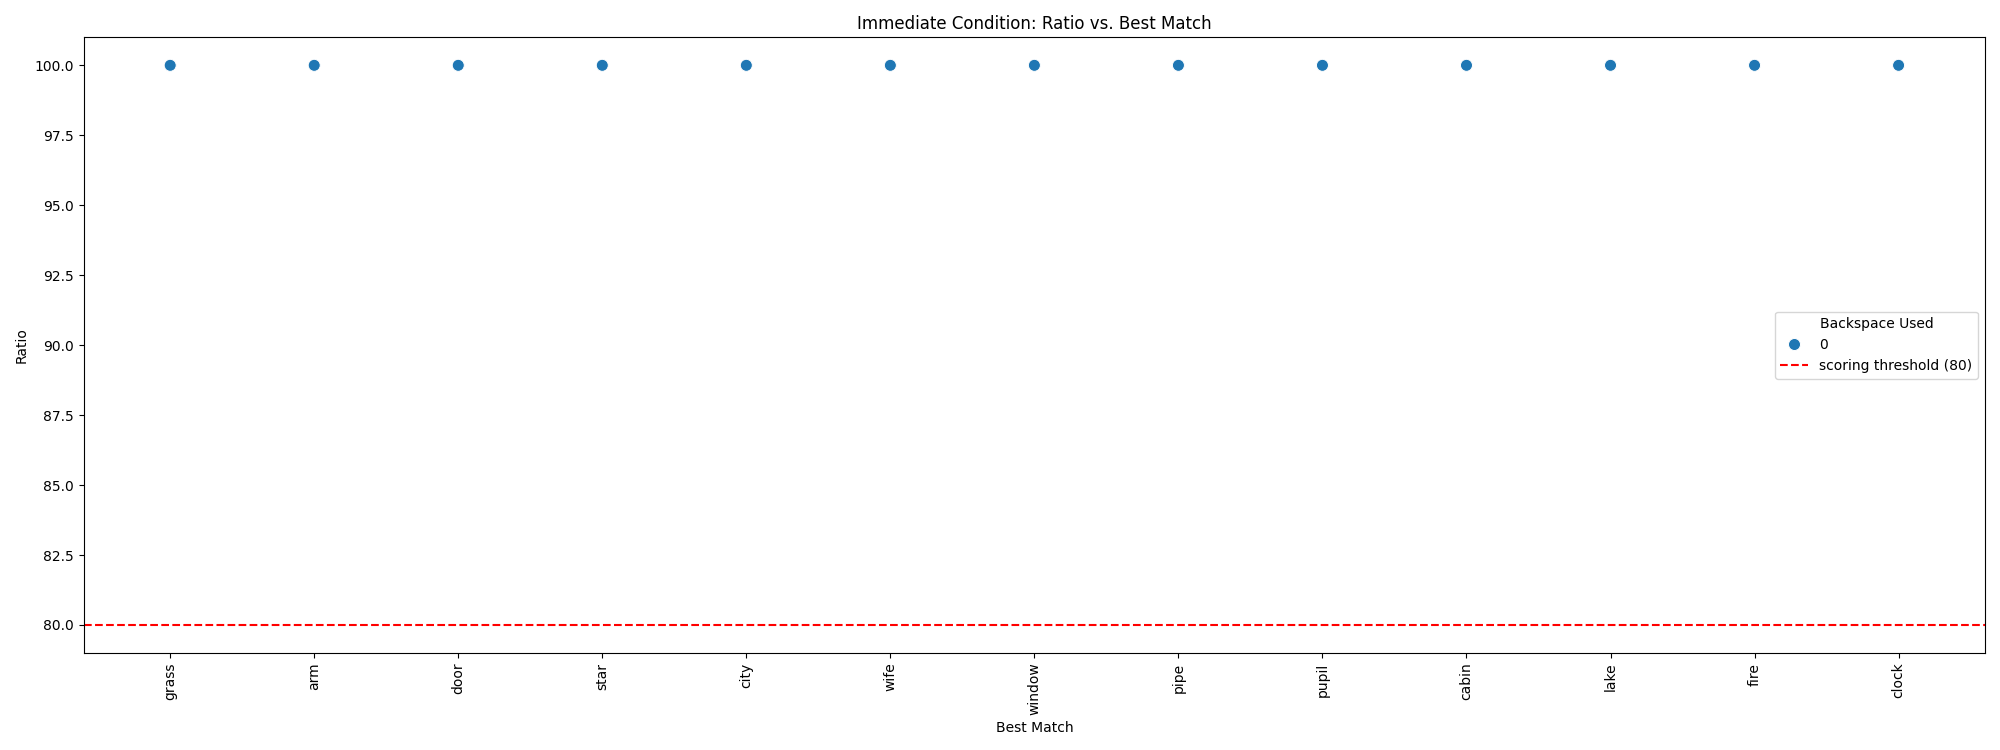 Immediate Condition: Ratio vs. Best Match
100.0
97.5
95.0
92.5
90.0
87.5
85.0
82.5
80.0
Ratio
Backspace Used
0
scoring threshold (80)
grass
arm
door
star
city
wife
window
pipe
pupil
cabin
lake
fire
clock
Best Match